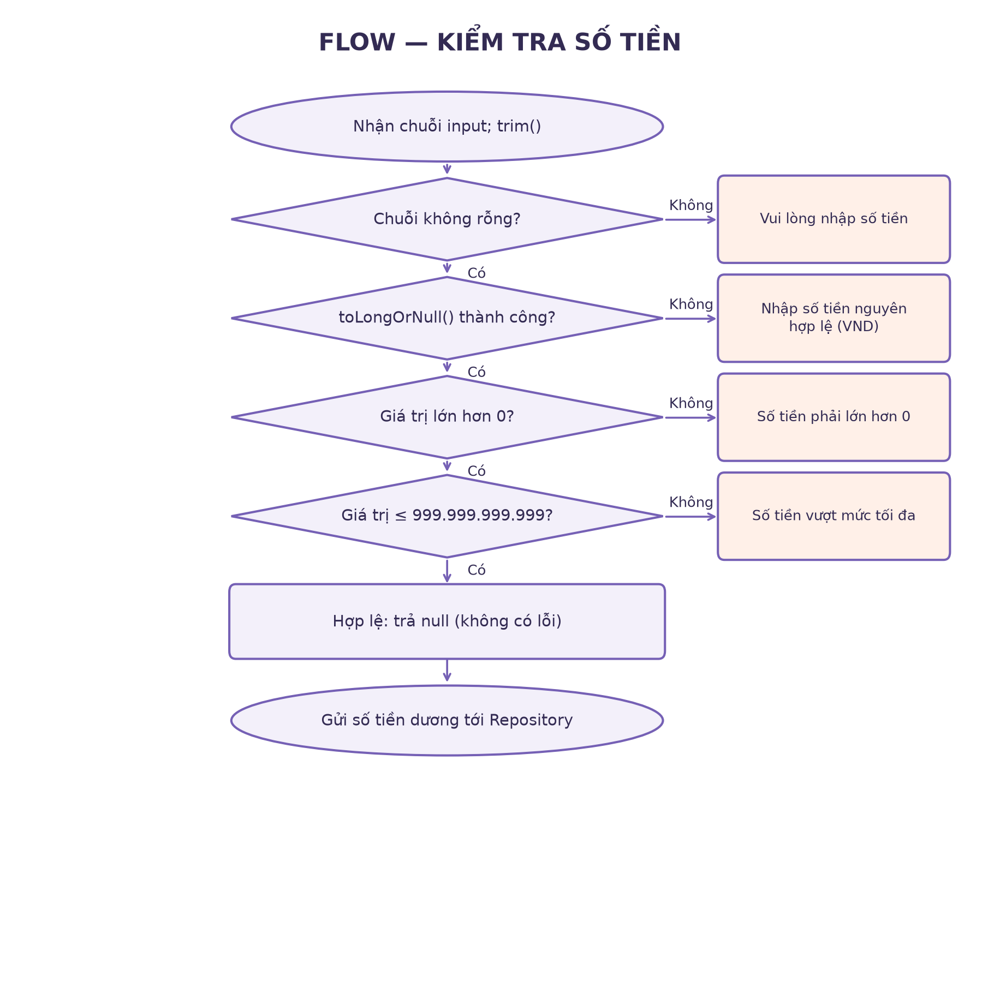 FLOW — KIỂM TRA SỐ TIỀN
Nhận chuỗi input; trim()
Chuỗi không rỗng?
Không
Vui lòng nhập số tiền
Có
toLongOrNull() thành công?
Không
Nhập số tiền nguyên
hợp lệ (VND)
Có
Giá trị lớn hơn 0?
Không
Số tiền phải lớn hơn 0
Có
Giá trị ≤ 999.999.999.999?
Không
Số tiền vượt mức tối đa
Có
Hợp lệ: trả null (không có lỗi)
Gửi số tiền dương tới Repository